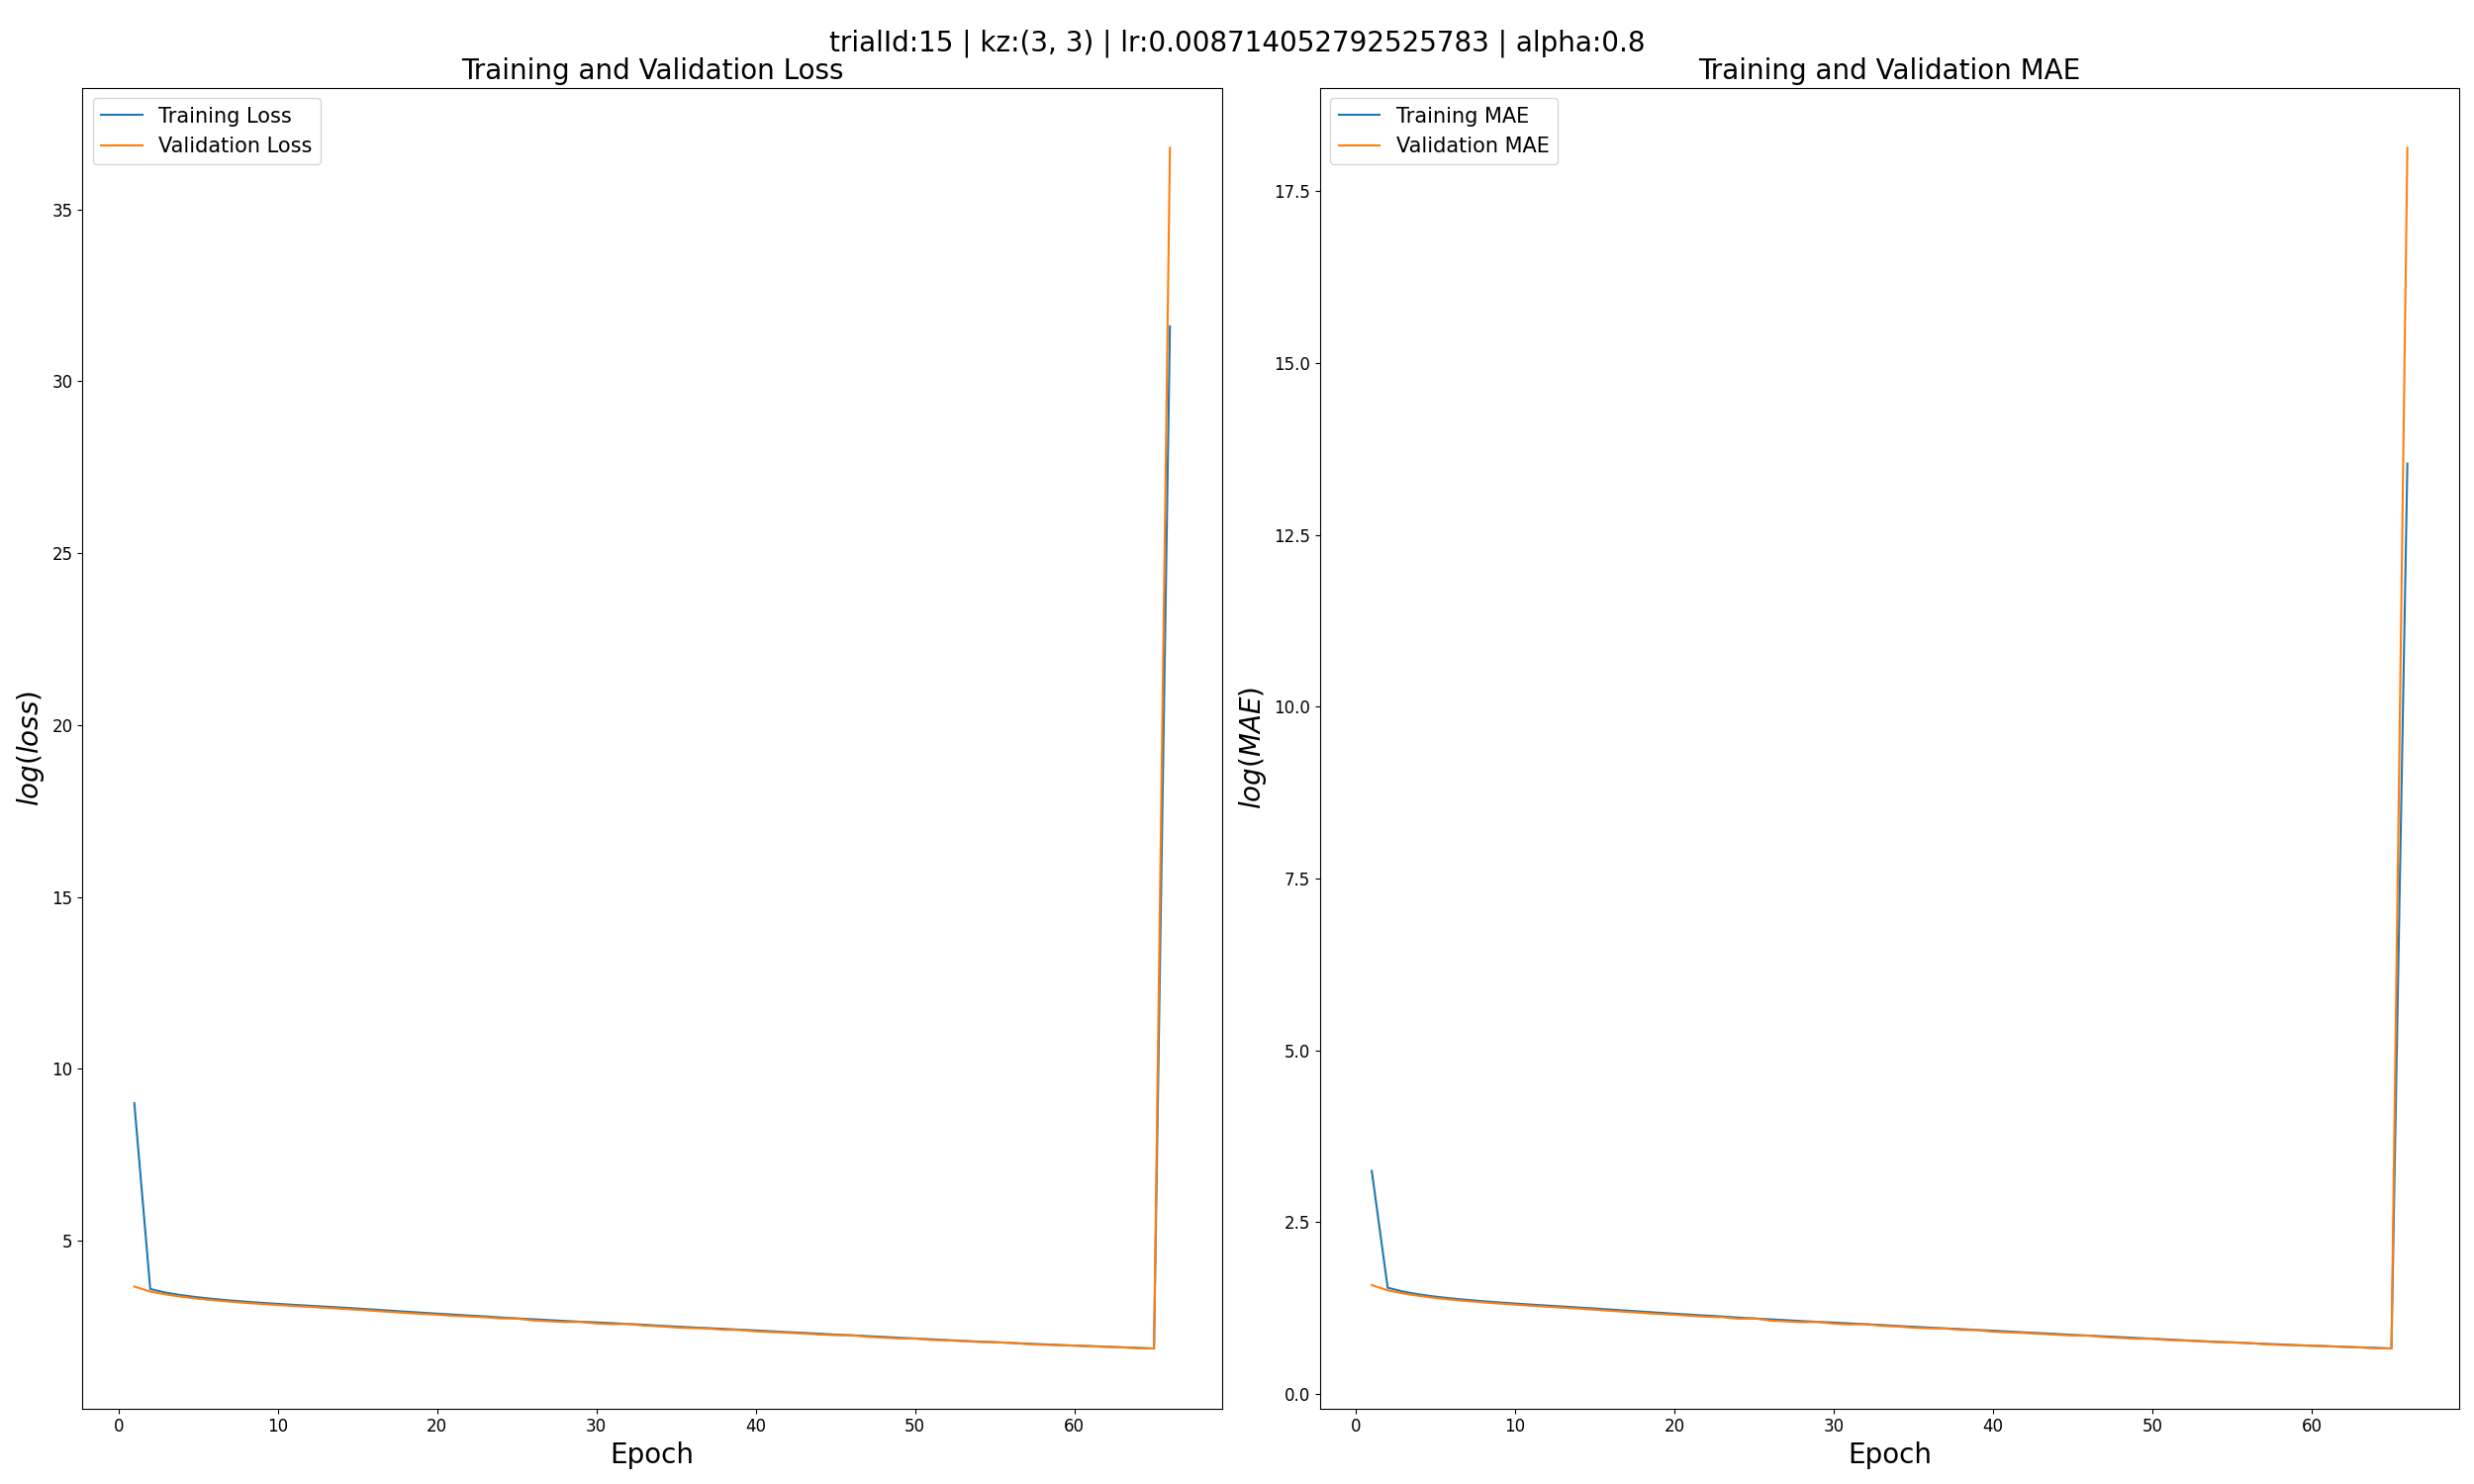 trialId:15 | kz:(3, 3) | lr:0.008714052792525783 | alpha:0.8
Training and Validation Loss
Training Loss
Validation Loss
35
30
25
20
15
10
5
log(loss)
0 10 20 30 40 50 60
Epoch
Training and Validation MAE
Training MAE
Validation MAE
17.5
15.0
12.5
10.0
7.5
5.0
2.5
0.0
log(MAE)
0 10 20 30 40 50 60
Epoch